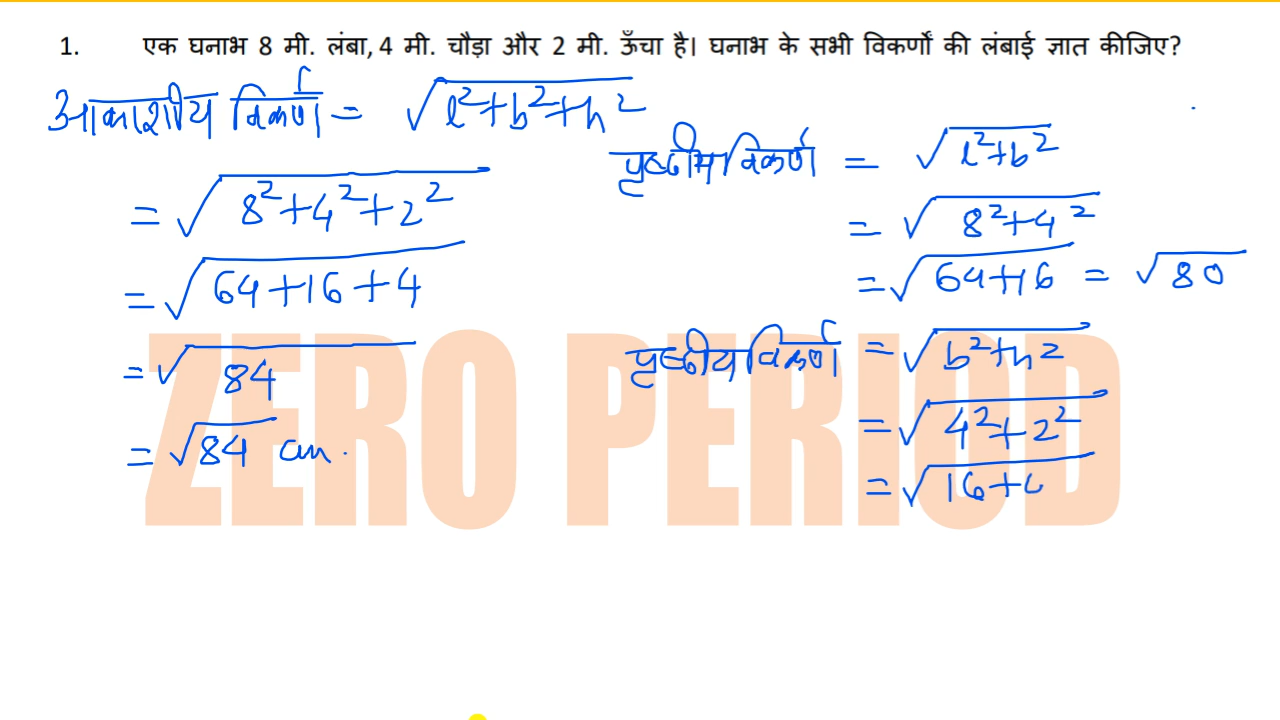 1. एक घनाभ 8 मी. लंबा, 4 मी. चौड़ा और 2 मी. ऊँचा है। घनाभ के सभी विकर्णों की लंबाई ज्ञात कीजिए?
आकाशीय विकर्ण = √l²+b²+h²
= √8²+4²+2²
= √64+16+4
= √84
= √84 cm.
पृष्ठीय विकर्ण = √l²+b²
= √8²+4²
= √64+16 = √80
पृष्ठीय विकर्ण = √b²+h²
= √4²+2²
= √16+
ZERO PERIOD